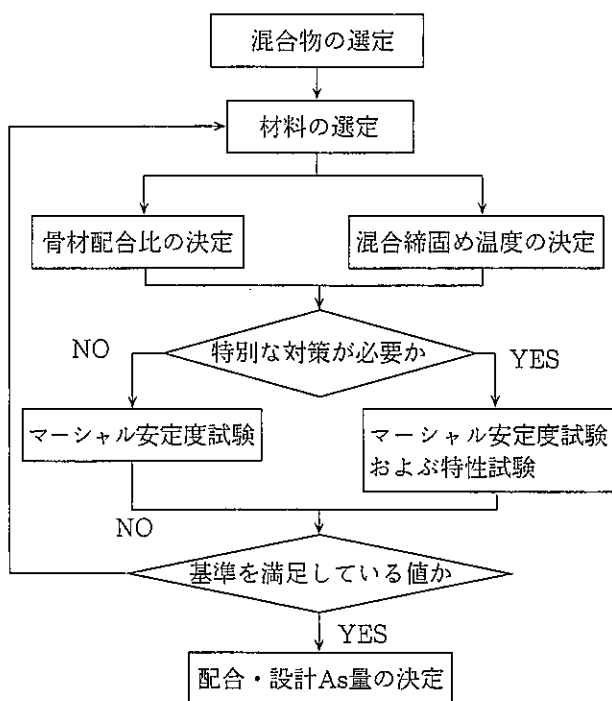 混合物の選定
材料の選定
骨材配合比の決定
混合締固め温度の決定
特別な対策が必要か
NO
YES
マーシャル安定度試験
マーシャル安定度試験
およぶ特性試験
NO
基準を満足している値か
YES
配合・設計As量の決定